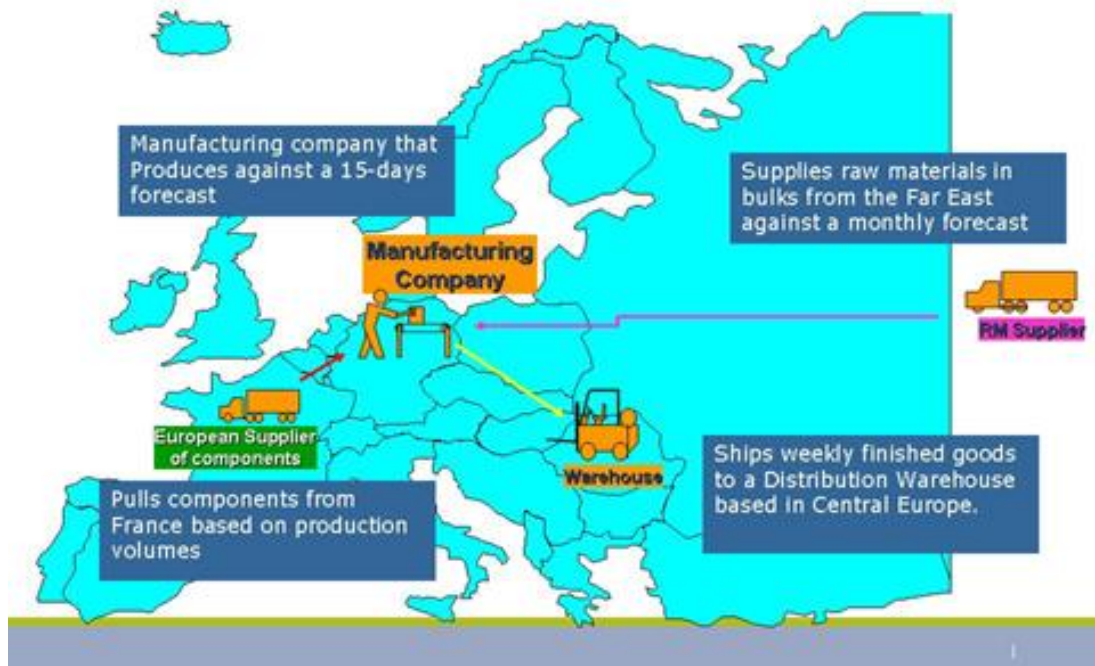 Manufacturing company that
Produces against a 15-days
forecast
Supplies raw materials in
bulks from the Far East
against a monthly forecast
Manufacturing
Company
RM Supplier
European Supplier
of components
Warehouse
Pulls components from
France based on production
volumes
Ships weekly finished goods
to a Distribution Warehouse
based in Central Europe.